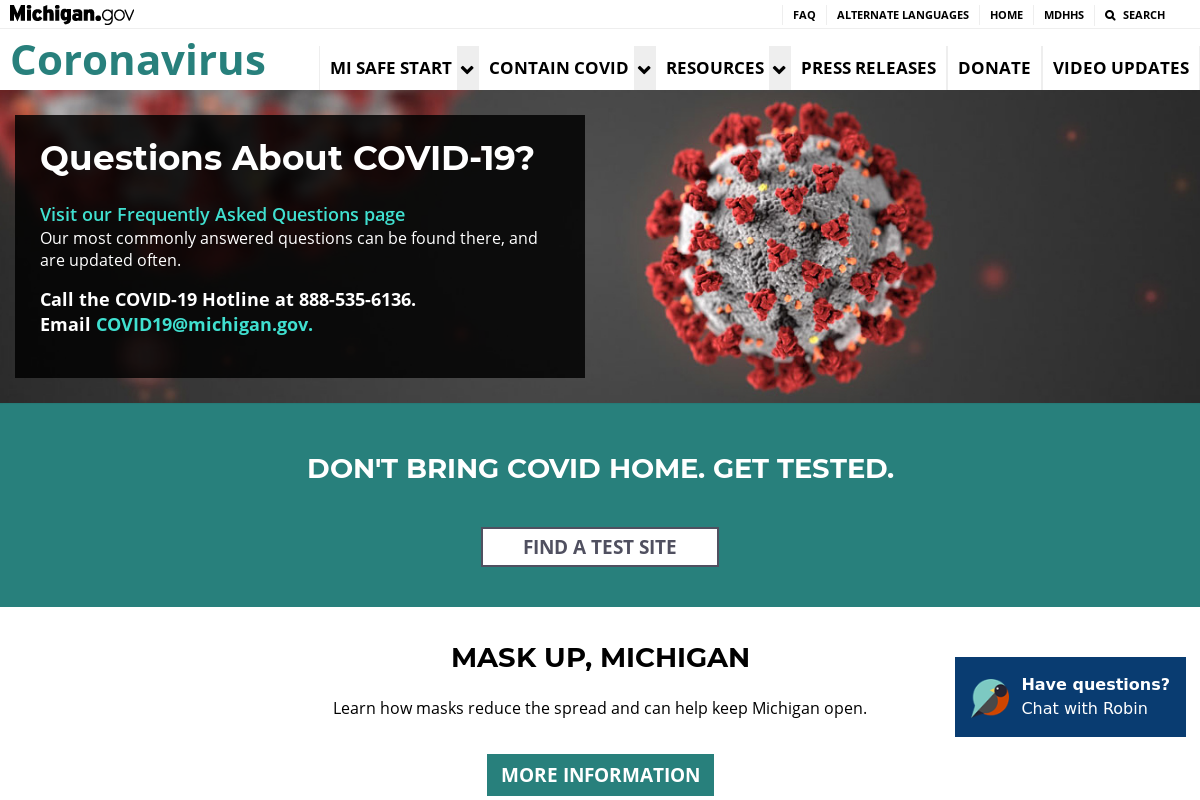 Michigan.gov
FAQ
ALTERNATE LANGUAGES
HOME
MDHHS
SEARCH
Coronavirus
MI SAFE START
CONTAIN COVID
RESOURCES
PRESS RELEASES
DONATE
VIDEO UPDATES
Questions About COVID-19?
Visit our Frequently Asked Questions page
Our most commonly answered questions can be found there, and
are updated often.
Call the COVID-19 Hotline at 888-535-6136.
Email COVID19@michigan.gov.
DON'T BRING COVID HOME. GET TESTED.
FIND A TEST SITE
MASK UP, MICHIGAN
Learn how masks reduce the spread and can help keep Michigan open.
MORE INFORMATION
Have questions?
Chat with Robin